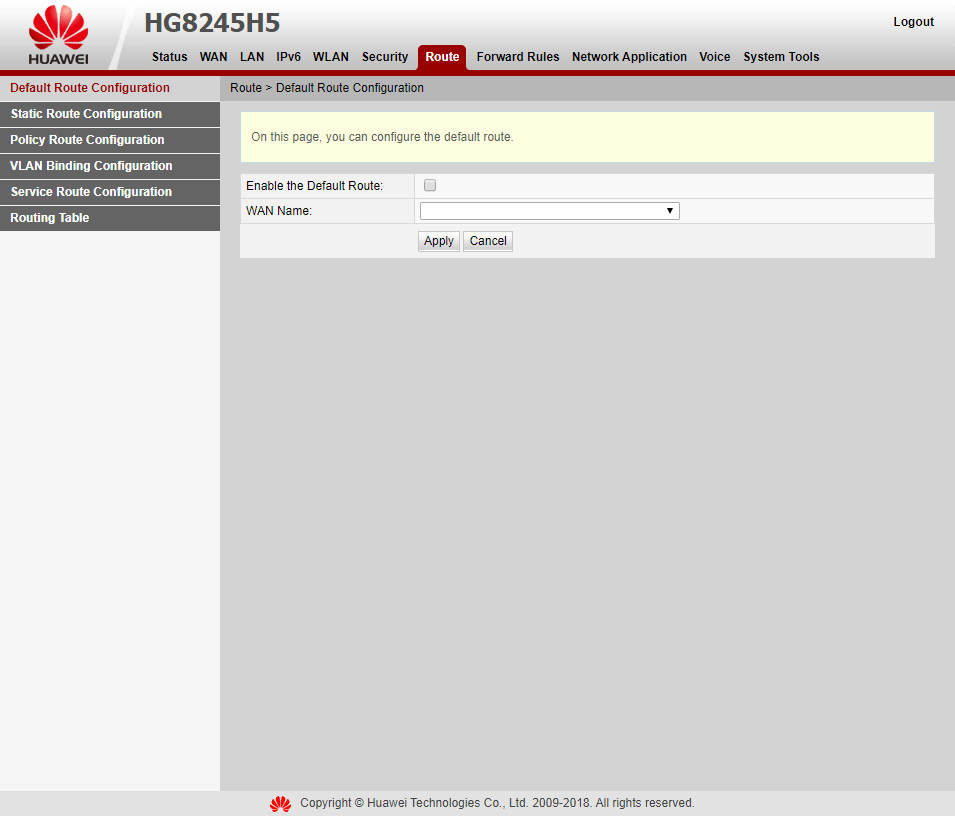 HUAWEI
HG8245H5
Logout
Status WAN LAN IPv6 WLAN Security Route Forward Rules Network Application Voice System Tools
Default Route Configuration
Static Route Configuration
Policy Route Configuration
VLAN Binding Configuration
Service Route Configuration
Routing Table
Route > Default Route Configuration
On this page, you can configure the default route.
Enable the Default Route:
WAN Name:
Apply Cancel
Copyright © Huawei Technologies Co., Ltd. 2009-2018. All rights reserved.